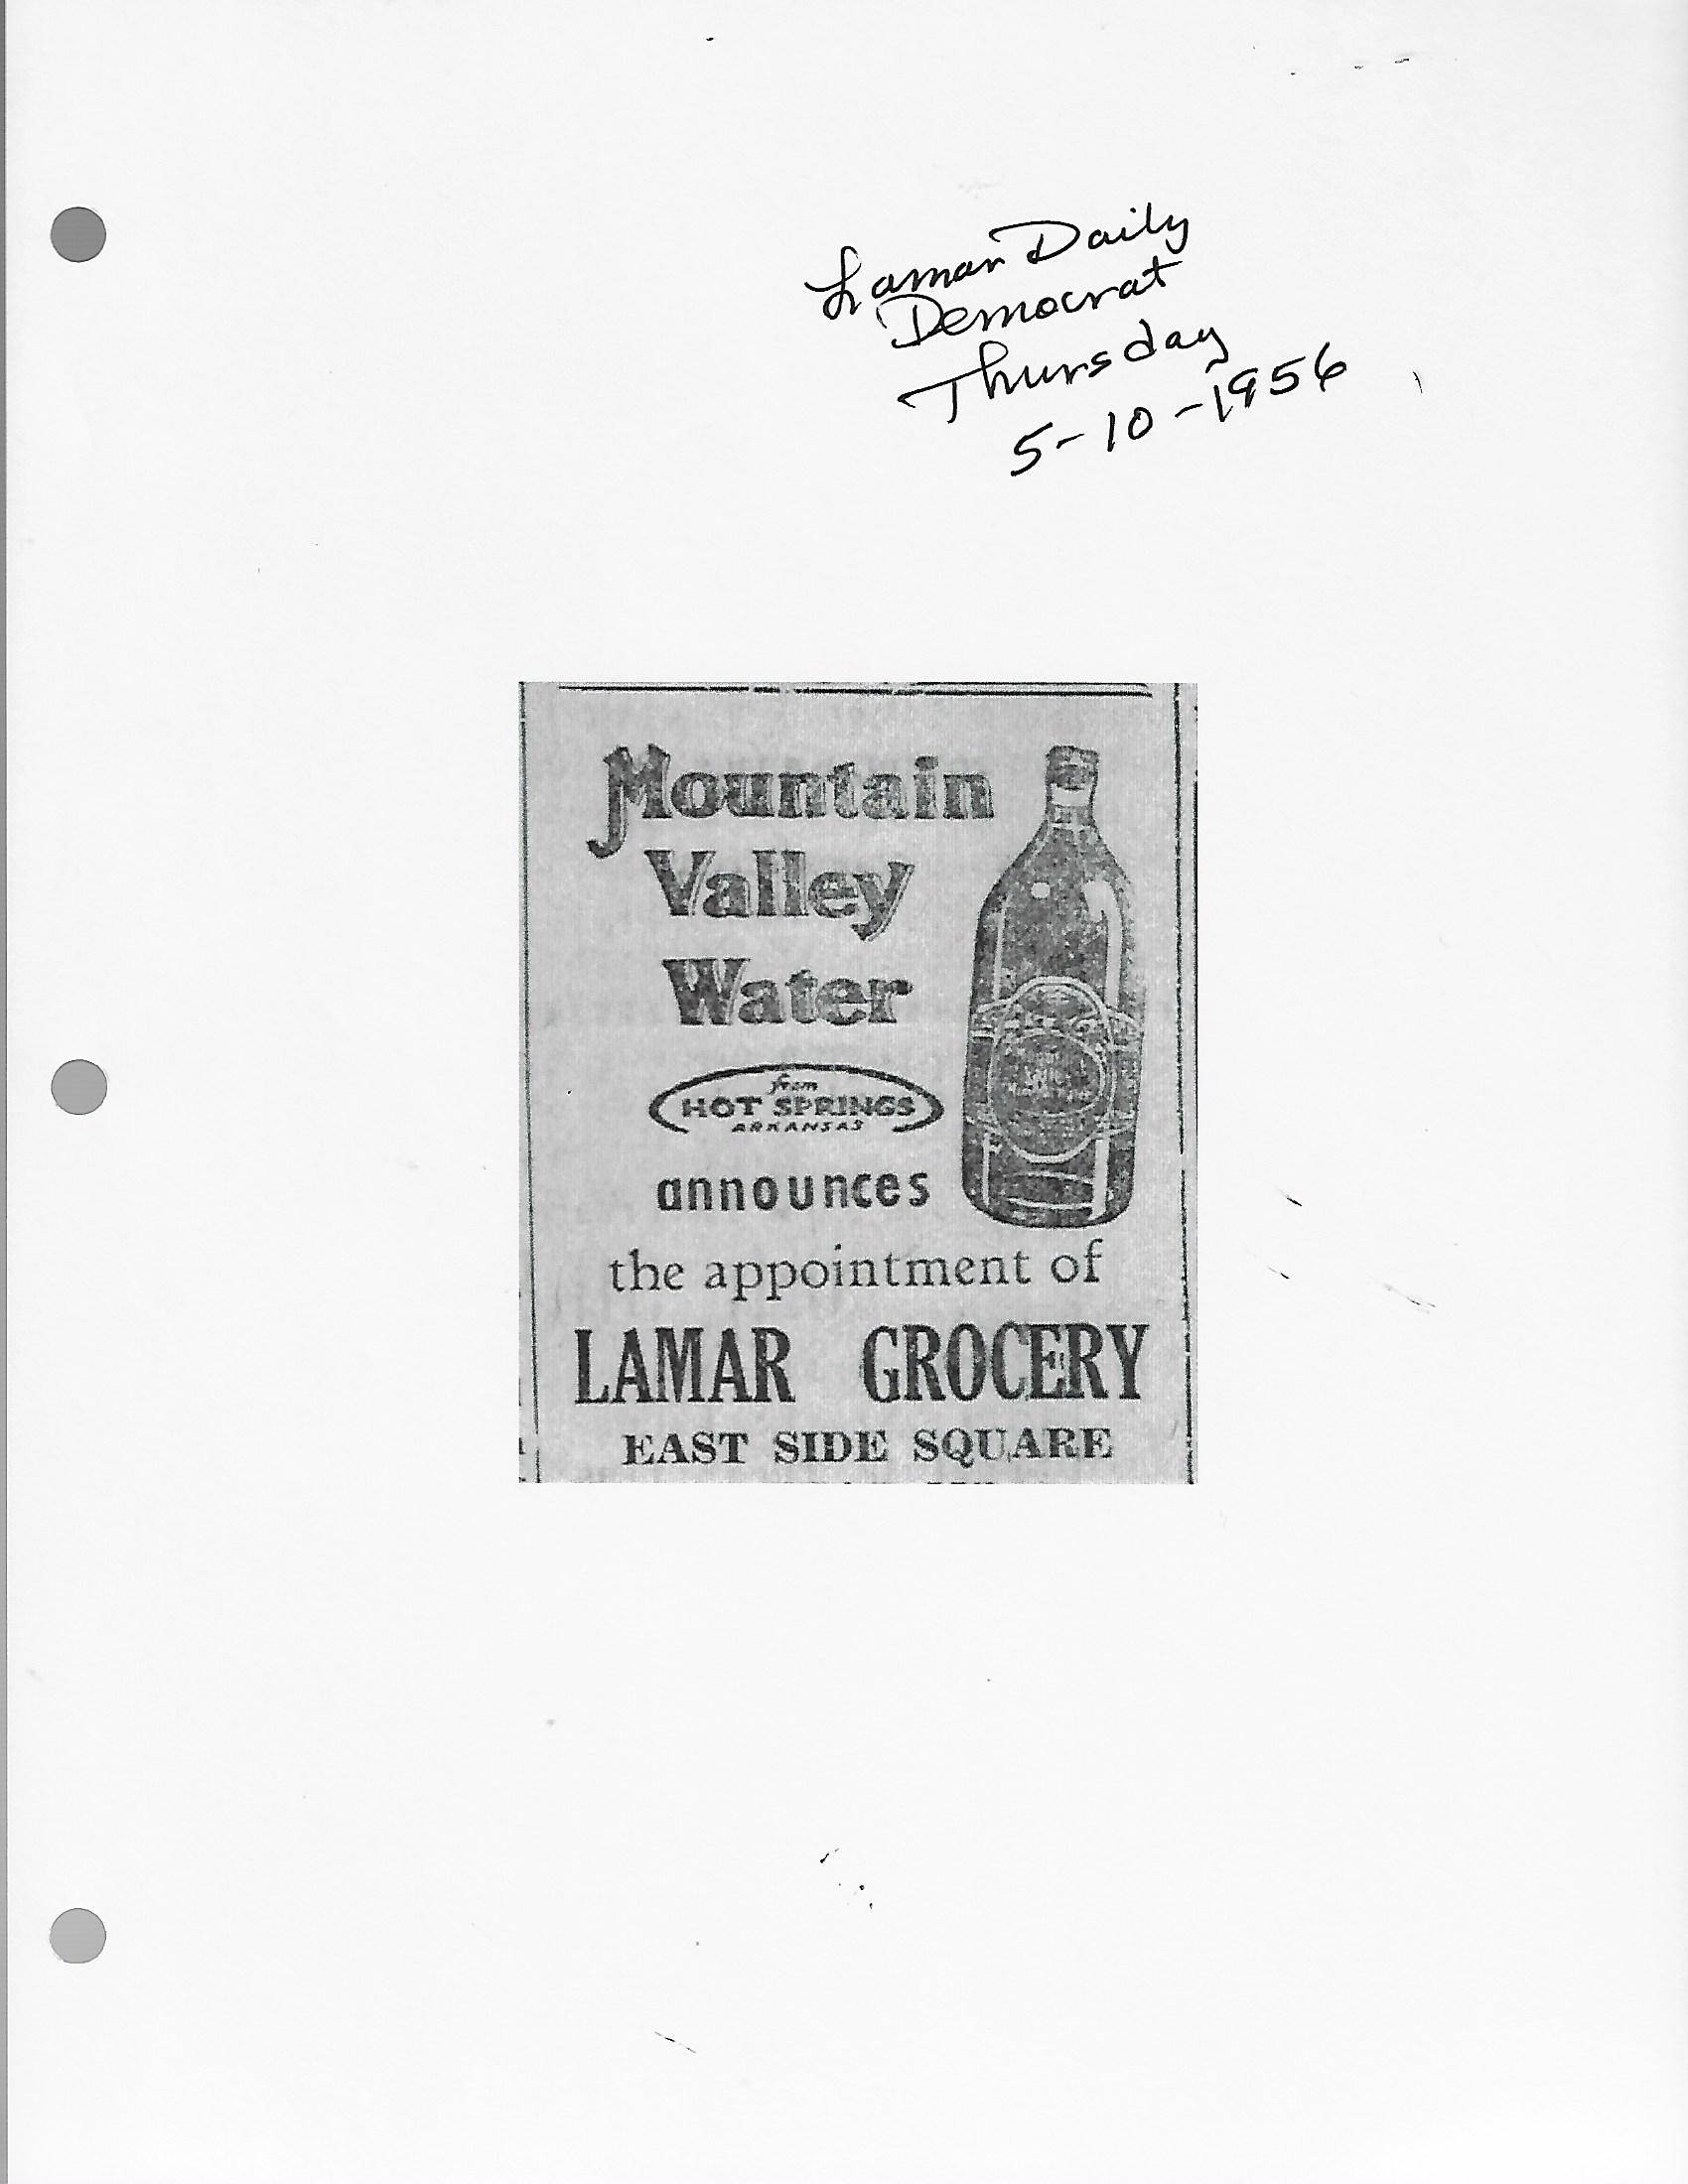 Lamar Daily
Democrat
Thursday
5-10-1956
Mountain
Valley
Water
from
HOT SPRINGS
ARKANSAS
announces
the appointment of
LAMAR GROCERY
EAST SIDE SQUARE